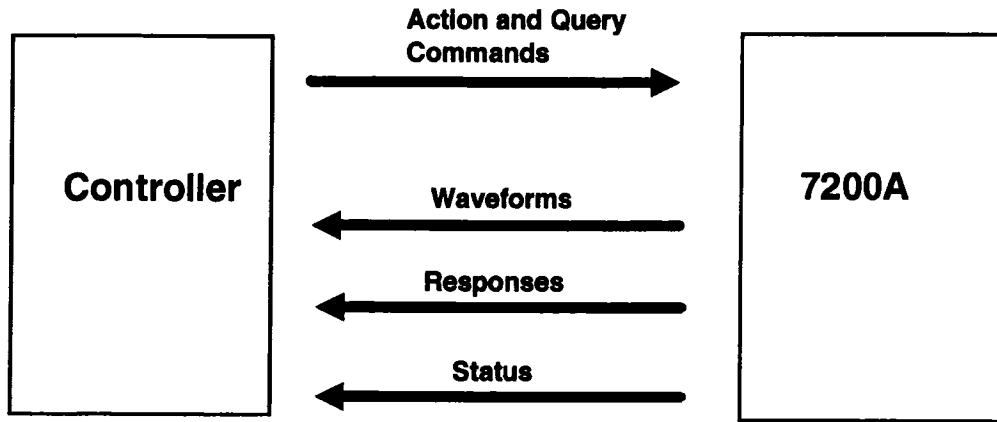 Action and Query
Commands
Controller
7200A
Waveforms
Responses
Status